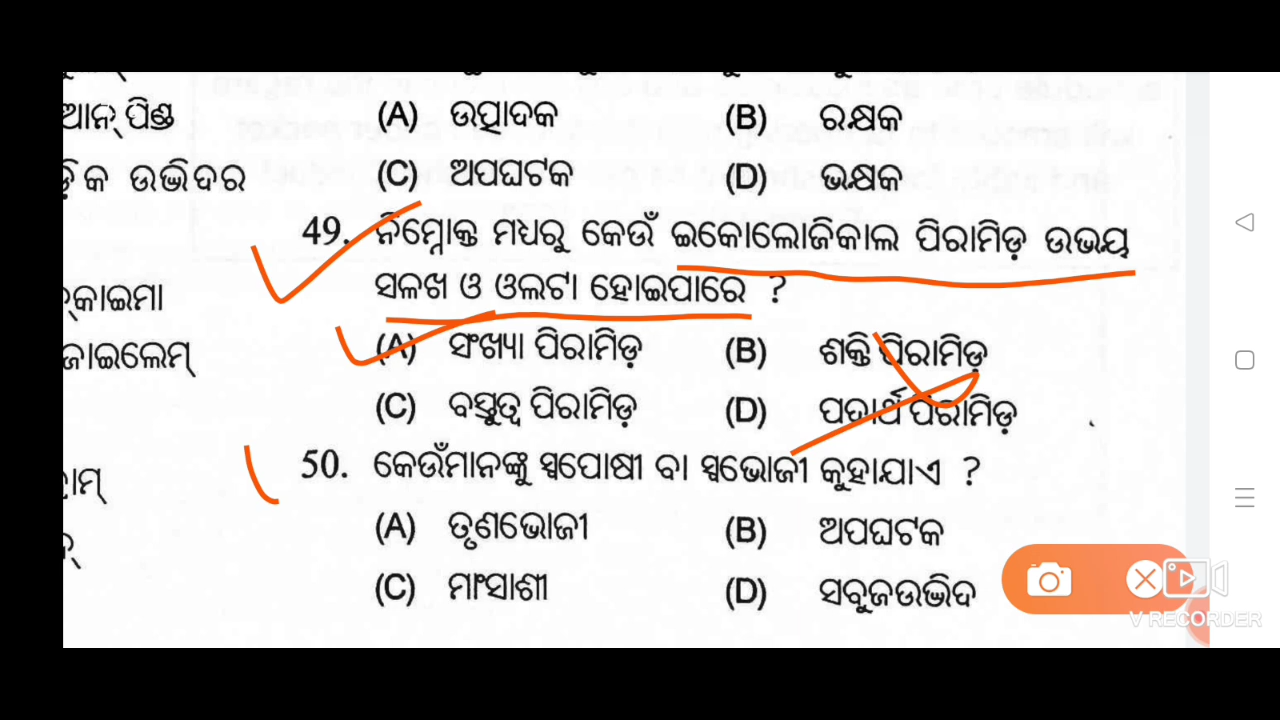 ଆନ୍ ପିଣ୍ଡ
(A) ଉତ୍ପାଦକ (B) ରକ୍ଷକ
ଡ଼ି କ ଉଦ୍ଭିଦର
(C) ଅପଘଟକ (D) ଭକ୍ଷକ
49. ନିମ୍ନୋକ୍ତ ମଧ୍ୟରୁ କେଉଁ ଇକୋଲୋଜିକାଲ ପିରାମିଡ଼ ଉଭୟ
ସଳଖ ଓ ଓଲଟା ହୋଇପାରେ ?
କାଇମା
(A) ସଂଖ୍ୟା ପିରାମିଡ଼ (B) ଶକ୍ତି ପିରାମିଡ଼
ଜାଇଲେମ୍
(C) ବସ୍ତୁତ୍ୱ ପିରାମିଡ଼ (D) ପଦାର୍ଥ ପିରାମିଡ଼
50. କେଉଁମାନଙ୍କୁ ସ୍ୱପୋଷୀ ବା ସ୍ୱଭୋଜୀ କୁହାଯାଏ ?
(A) ତୃଣଭୋଜୀ (B) ଅପଘଟକ
(C) ମାଂସାଶୀ (D) ସବୁଜଉଦ୍ଭିଦ
V RECORDER